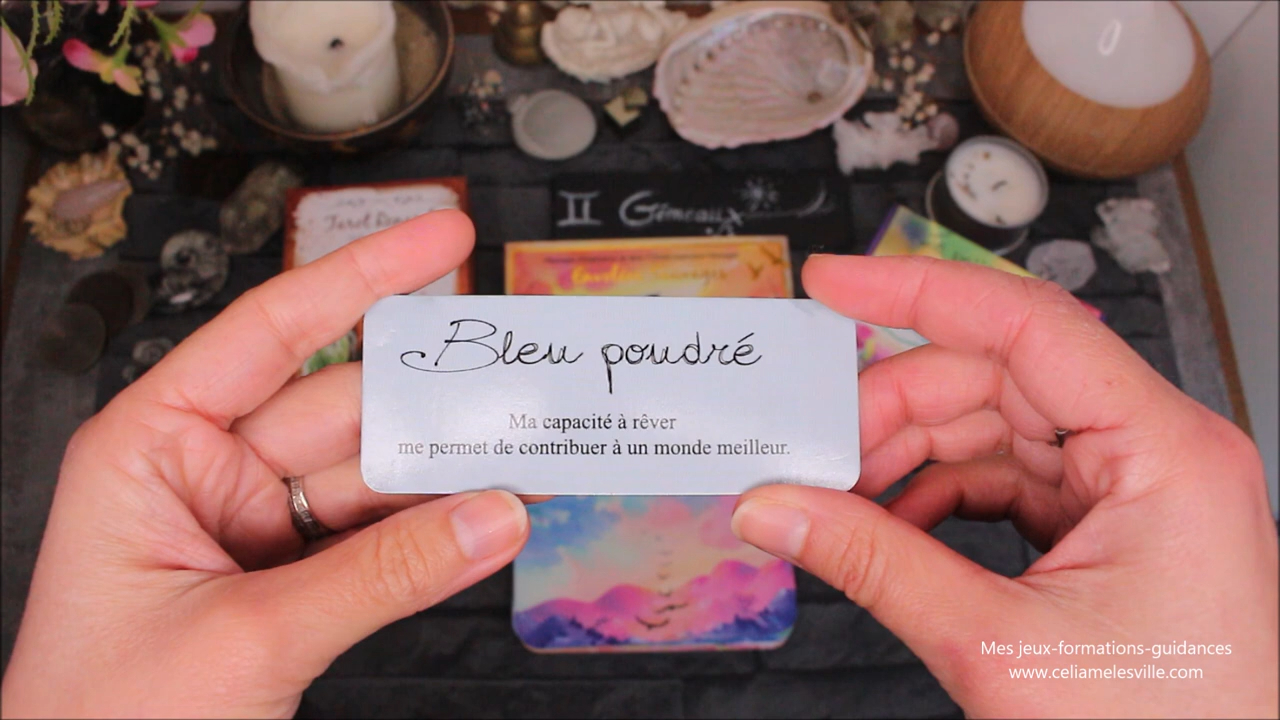 II Gémeaux
Bleu poudré
Ma capacité à rêver
me permet de contribuer à un monde meilleur.
Mes jeux-formations-guidances
www.celiamelesville.com